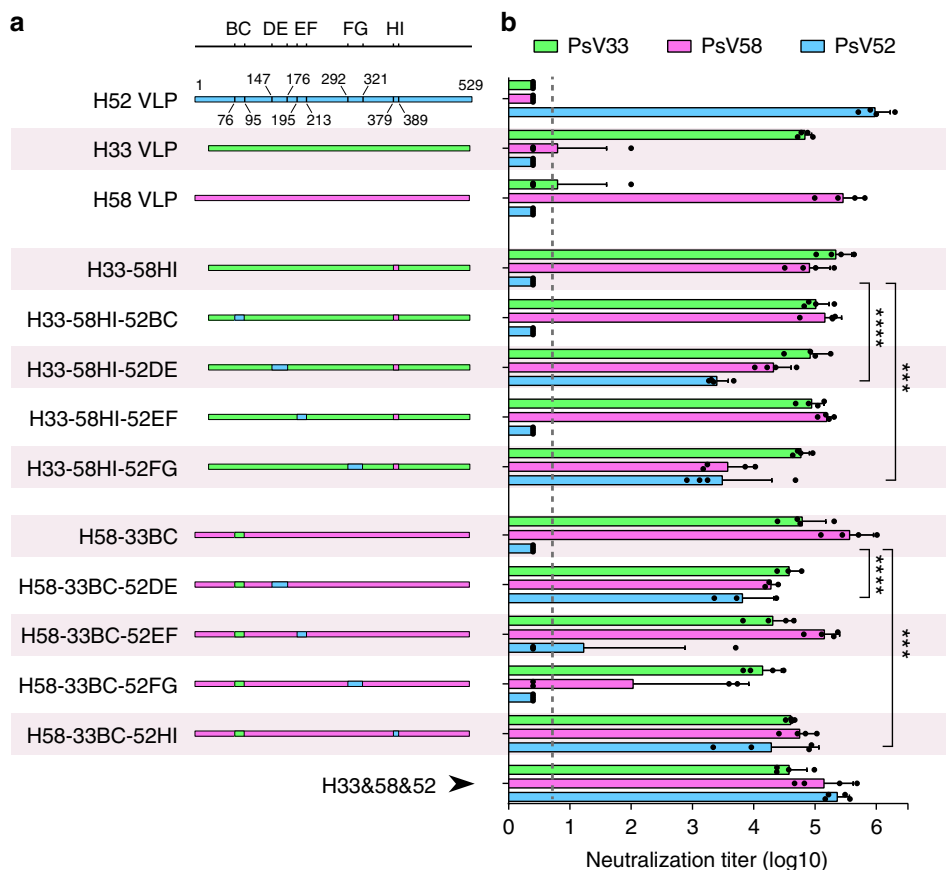 a
b
BC DE EF FG HI
PsV33 PsV58 PsV52
1 147 176 292 321 529
H52 VLP
76 95 195 213 379 389
H33 VLP
H58 VLP
H33-58HI
H33-58HI-52BC
H33-58HI-52DE
H33-58HI-52EF
H33-58HI-52FG
H58-33BC
H58-33BC-52DE
H58-33BC-52EF
H58-33BC-52FG
H58-33BC-52HI
H33&58&52
****
***
****
***
0 1 2 3 4 5 6
Neutralization titer (log10)